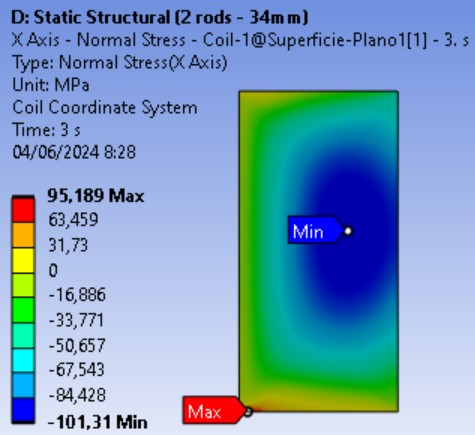 D: Static Structural (2 rods - 34mm)
X Axis - Normal Stress - Coil-1@Superficie-Plano1[1] - 3. s
Type: Normal Stress(X Axis)
Unit: MPa
Coil Coordinate System
Time: 3 s
04/06/2024 8:28
95,189 Max
63,459
31,73
0
-16,886
-33,771
-50,657
-67,543
-84,428
-101,31 Min
Min
Max